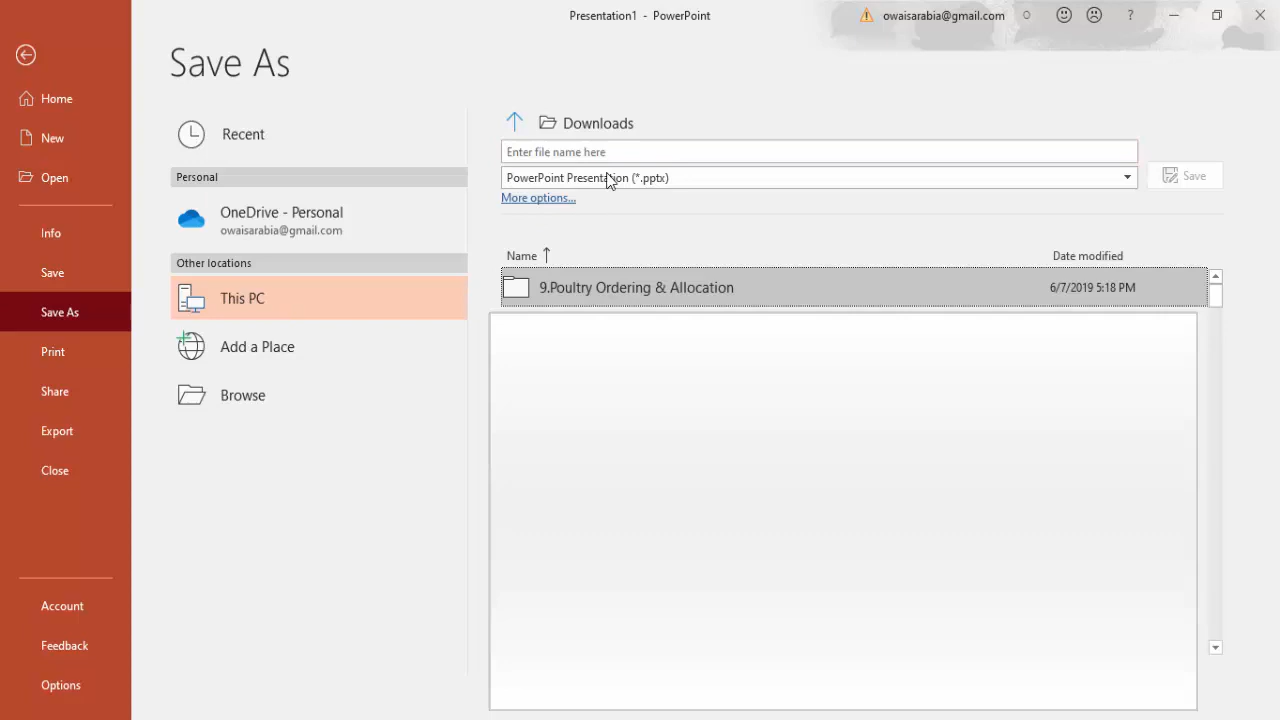 Presentation1 - PowerPoint
owaisarabia@gmail.com
?
Save As
Home
New
Open
Info
Save
Save As
Print
Share
Export
Close
Account
Feedback
Options
Recent
Personal
OneDrive - Personal
owaisarabia@gmail.com
Other locations
This PC
Add a Place
Browse
Downloads
Enter file name here
PowerPoint Presentation (*.pptx)
Save
More options...
Name Date modified
9.Poultry Ordering & Allocation 6/7/2019 5:18 PM